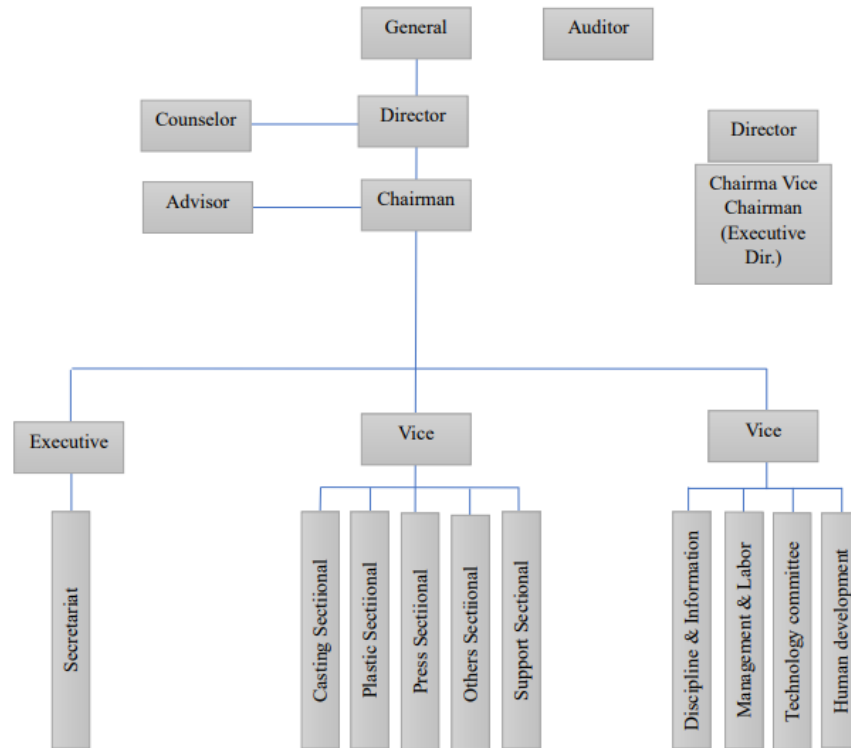 General
Auditor
Counselor
Director
Director
Advisor
Chairman
Chairma Vice
Chairman
(Executive
Dir.)
Executive
Vice
Vice
Secretariat
Casting Sectiional
Plastic Sectiional
Press Sectiional
Others Sectiional
Support Sectional
Discipline & Information
Management & Labor
Technology committee
Human development